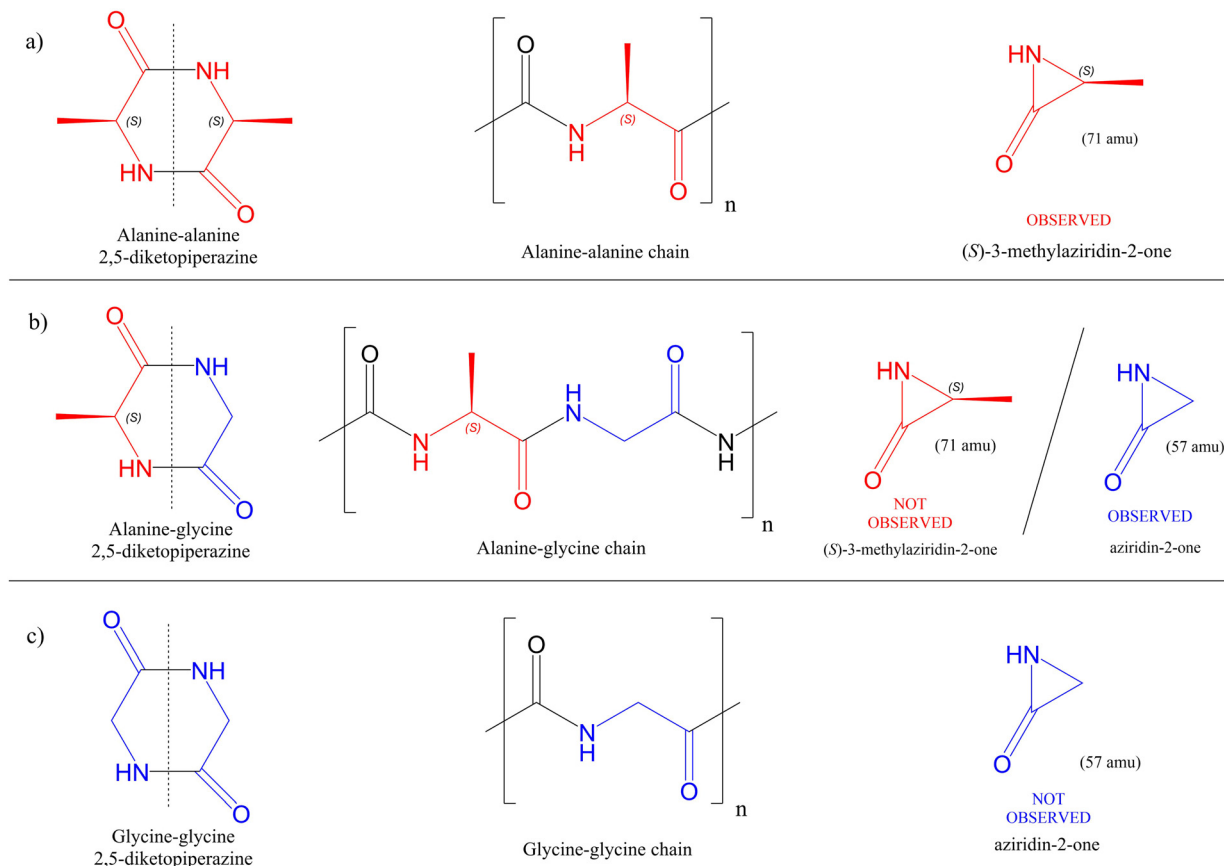 a)
O
NH
(S)
(S)
HN
O
Alanine-alanine
2,5-diketopiperazine
O
N
H
(S)
O
n
Alanine-alanine chain
HN
(S)
O
(71 amu)
OBSERVED
(S)-3-methylaziridin-2-one
b)
O
NH
(S)
HN
O
Alanine-glycine
2,5-diketopiperazine
O
N
H
(S)
O
H
N
O
N
H
n
Alanine-glycine chain
HN
(S)
O
(71 amu)
NOT
OBSERVED
(S)-3-methylaziridin-2-one
HN
O
(57 amu)
OBSERVED
aziridin-2-one
c)
O
NH
HN
O
Glycine-glycine
2,5-diketopiperazine
O
N
H
O
n
Glycine-glycine chain
HN
O
(57 amu)
NOT
OBSERVED
aziridin-2-one